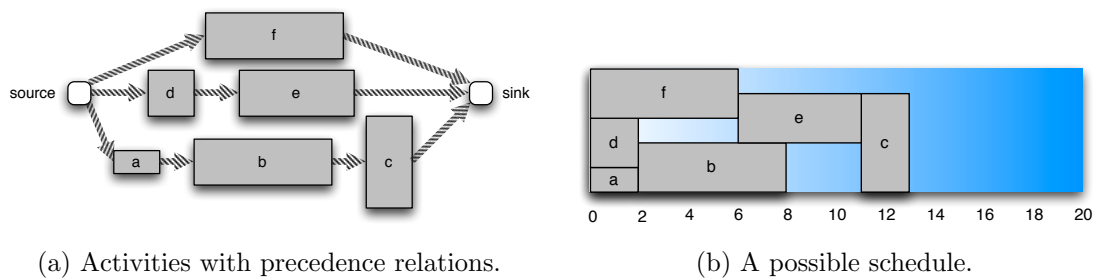 f
source
d
e
sink
a
b
c
f
e
d
c
b
a
0 2 4 6 8 10 12 14 16 18 20
(a) Activities with precedence relations.
(b) A possible schedule.